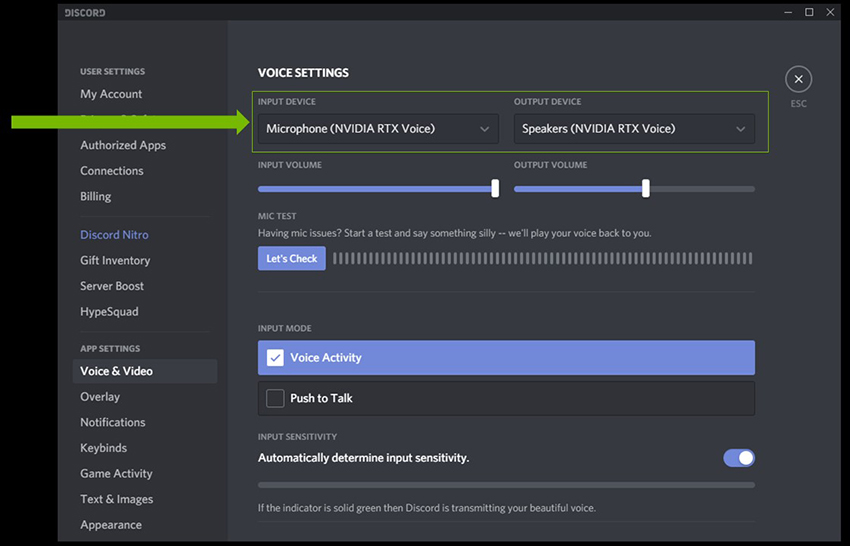 DISCORD
USER SETTINGS
My Account
Authorized Apps
Connections
Billing
Discord Nitro
Gift Inventory
Server Boost
HypeSquad
APP SETTINGS
Voice & Video
Overlay
Notifications
Keybinds
Game Activity
Text & Images
Appearance
VOICE SETTINGS
INPUT DEVICE
Microphone (NVIDIA RTX Voice)
OUTPUT DEVICE
Speakers (NVIDIA RTX Voice)
INPUT VOLUME
OUTPUT VOLUME
MIC TEST
Having mic issues? Start a test and say something silly -- we'll play your voice back to you.
Let's Check
INPUT MODE
Voice Activity
Push to Talk
INPUT SENSITIVITY
Automatically determine input sensitivity.
If the indicator is solid green then Discord is transmitting your beautiful voice.
ESC